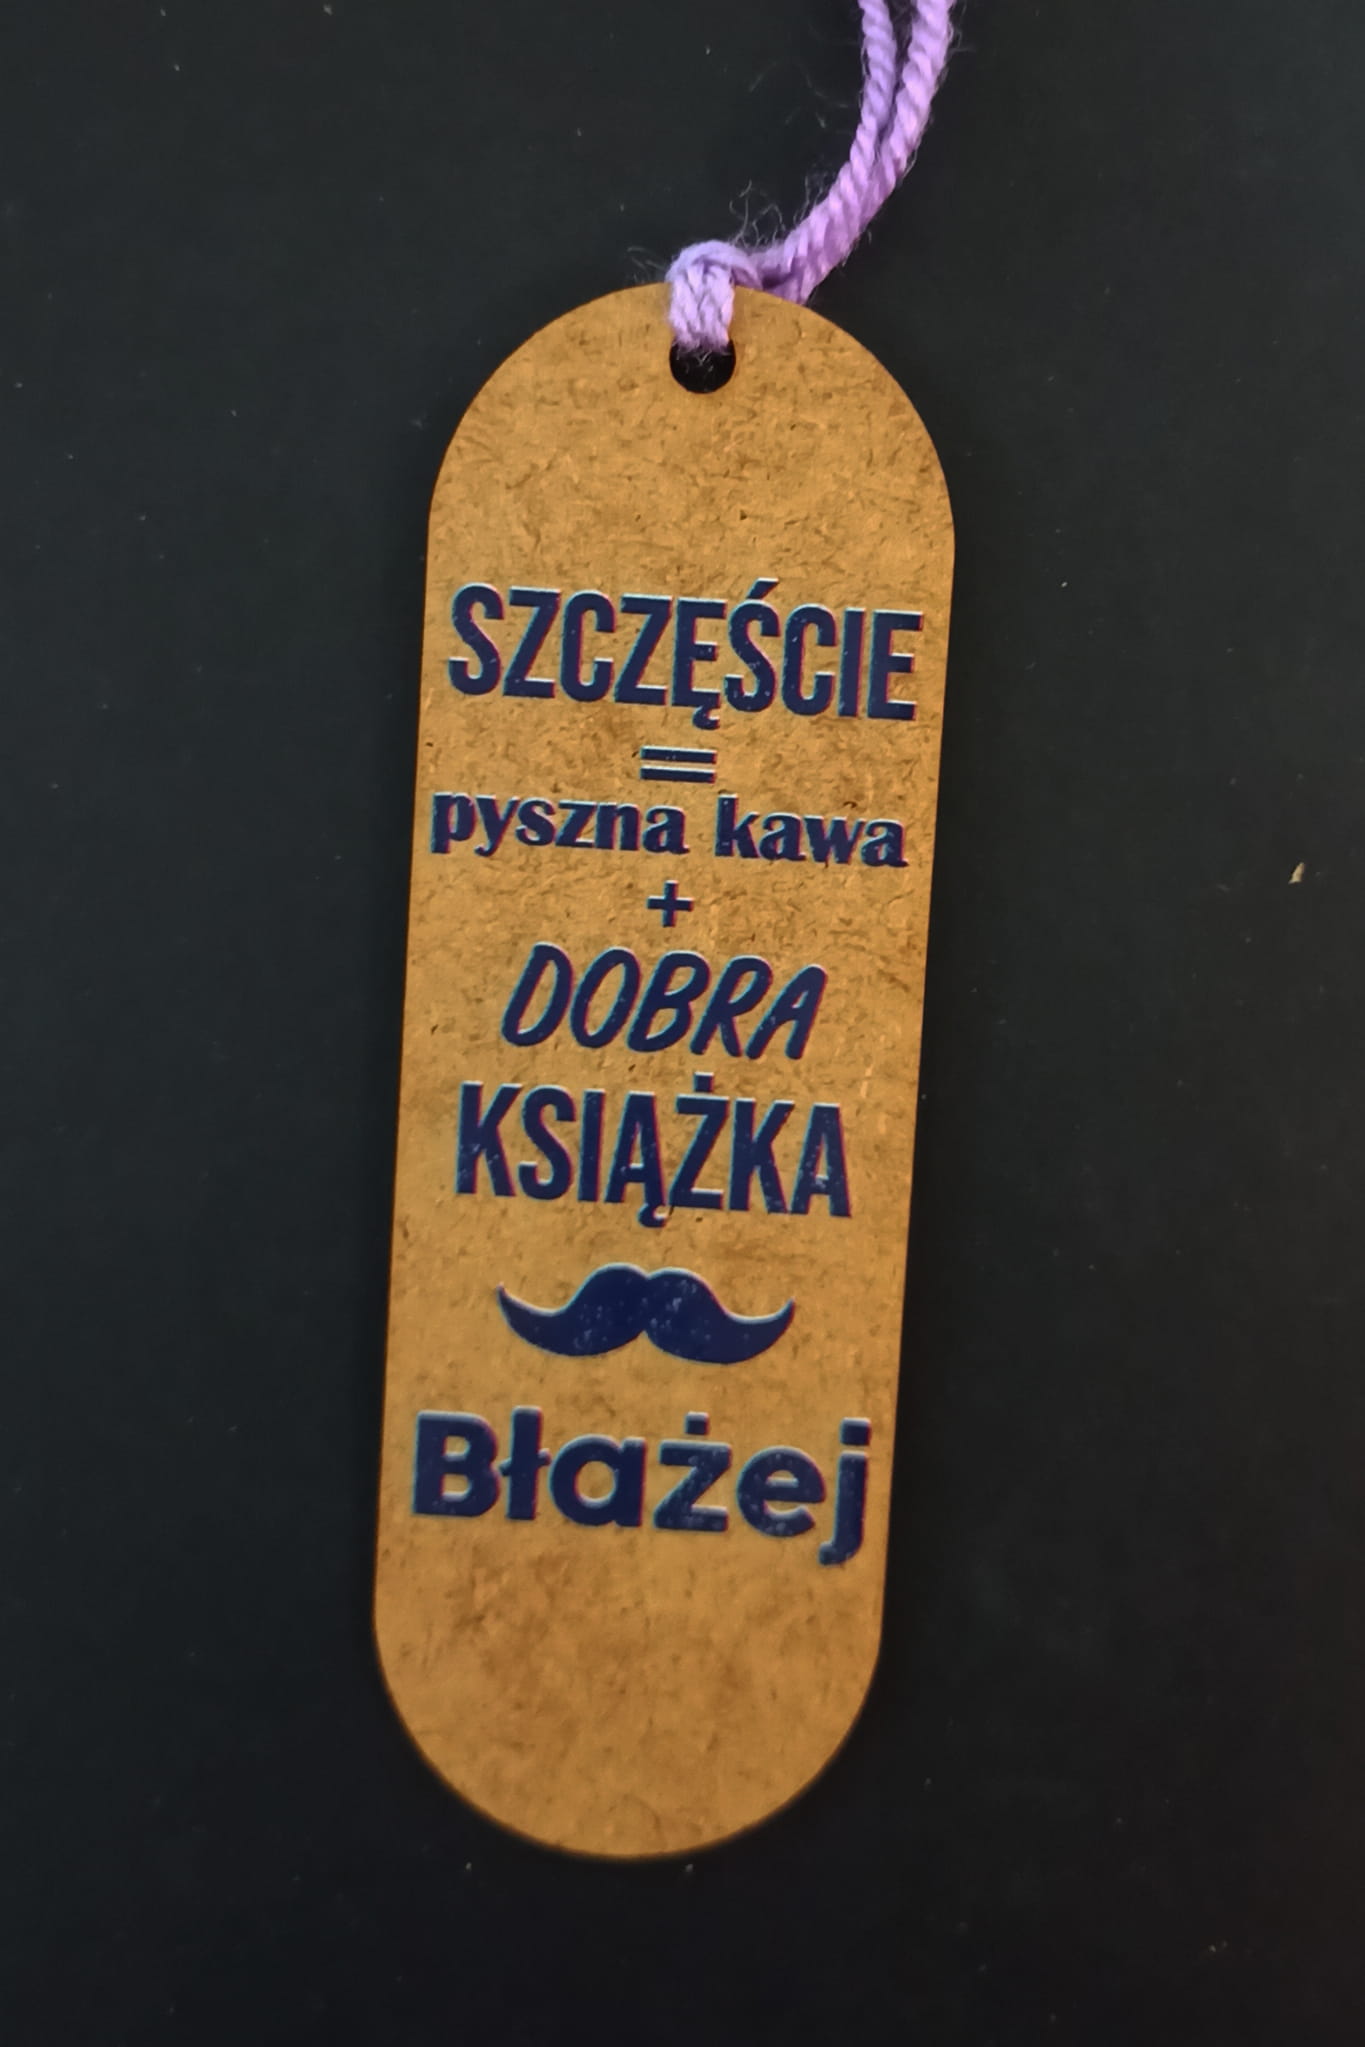 SZCZĘŚCIE
=
pyszna kawa
+
DOBRA
KSIĄŻKA
Błażej